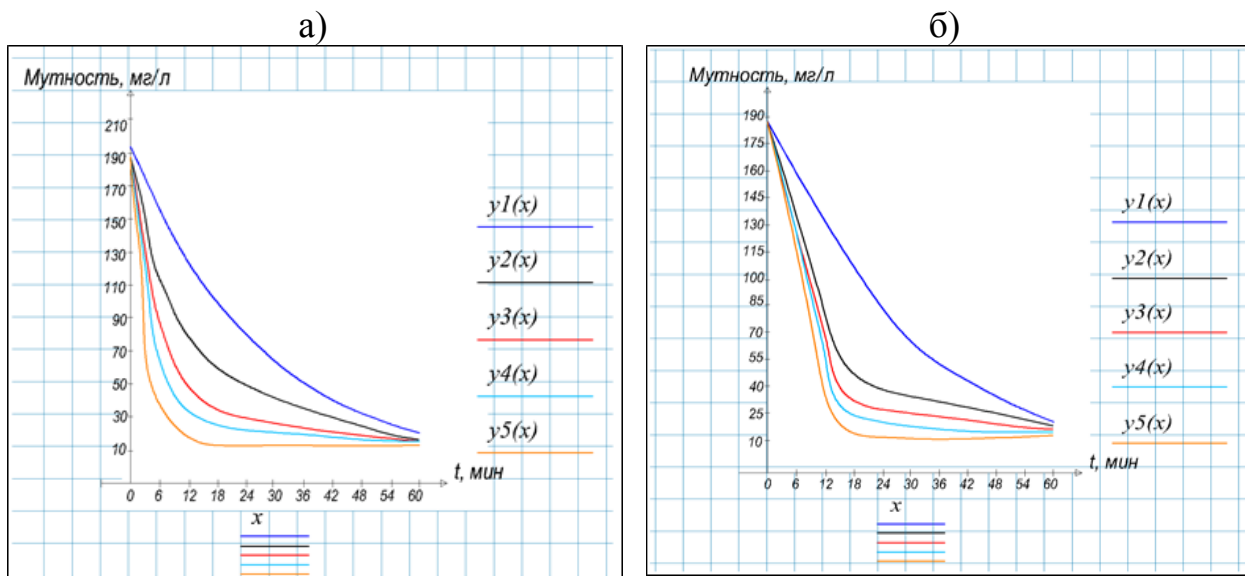 а)
Мутность, мг/л
210
190
170
150
130
110
90
70
50
30
10
0 6 12 18 24 30 36 42 48 54 60
t, мин
y1(x)
y2(x)
y3(x)
y4(x)
y5(x)
x
б)
Мутность, мг/л
190
175
160
145
130
115
100
85
70
55
40
25
10
0 6 12 18 24 30 36 42 48 54 60
t, мин
y1(x)
y2(x)
y3(x)
y4(x)
y5(x)
x